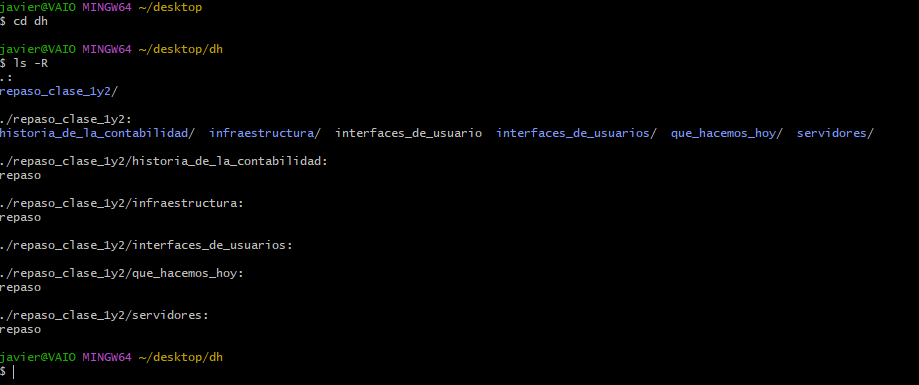 javier@VAIO MINGW64 ~/desktop
$ cd dh
javier@VAIO MINGW64 ~/desktop/dh
$ ls -R
.:
repaso_clase_1y2/
./repaso_clase_1y2:
historia_de_la_contabilidad/  infraestructura/  interfaces_de_usuario  interfaces_de_usuarios/  que_hacemos_hoy/  servidores/
./repaso_clase_1y2/historia_de_la_contabilidad:
repaso
./repaso_clase_1y2/infraestructura:
repaso
./repaso_clase_1y2/interfaces_de_usuarios:
./repaso_clase_1y2/que_hacemos_hoy:
repaso
./repaso_clase_1y2/servidores:
repaso
javier@VAIO MINGW64 ~/desktop/dh
$